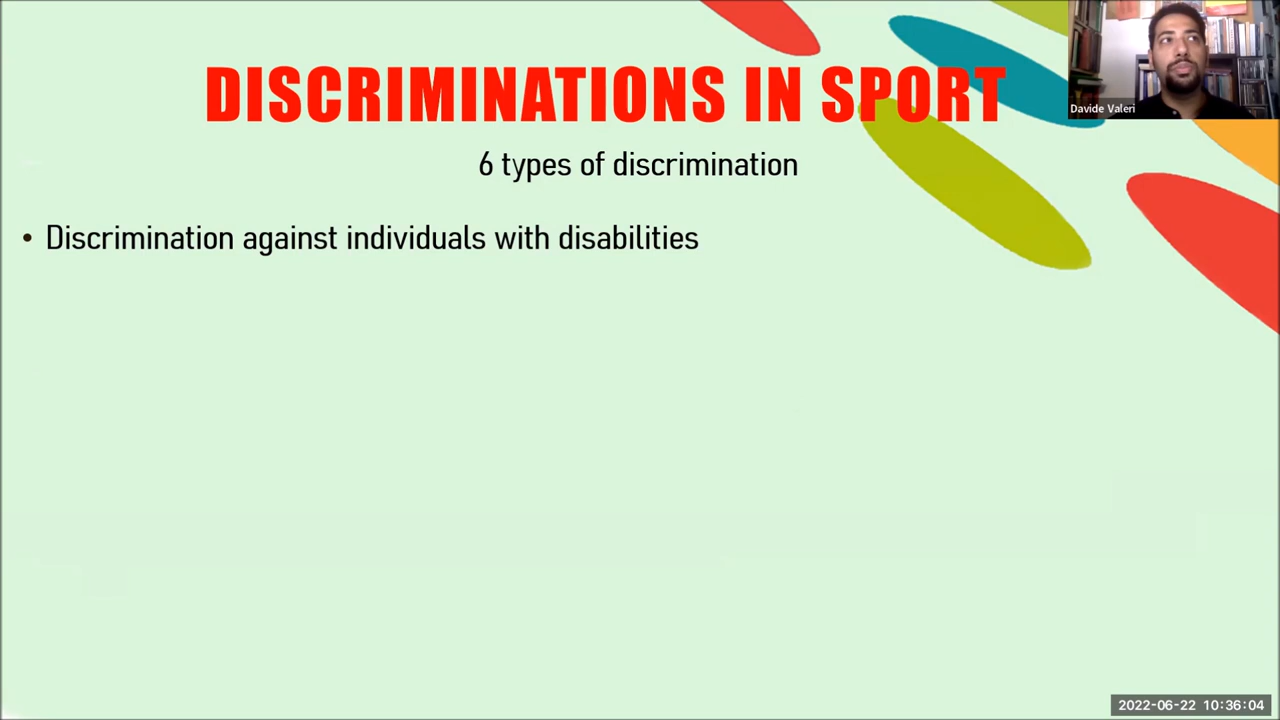 DISCRIMINATIONS IN SPORT
Davide Valeri
6 types of discrimination
• Discrimination against individuals with disabilities
2022-06-22 10:36:04